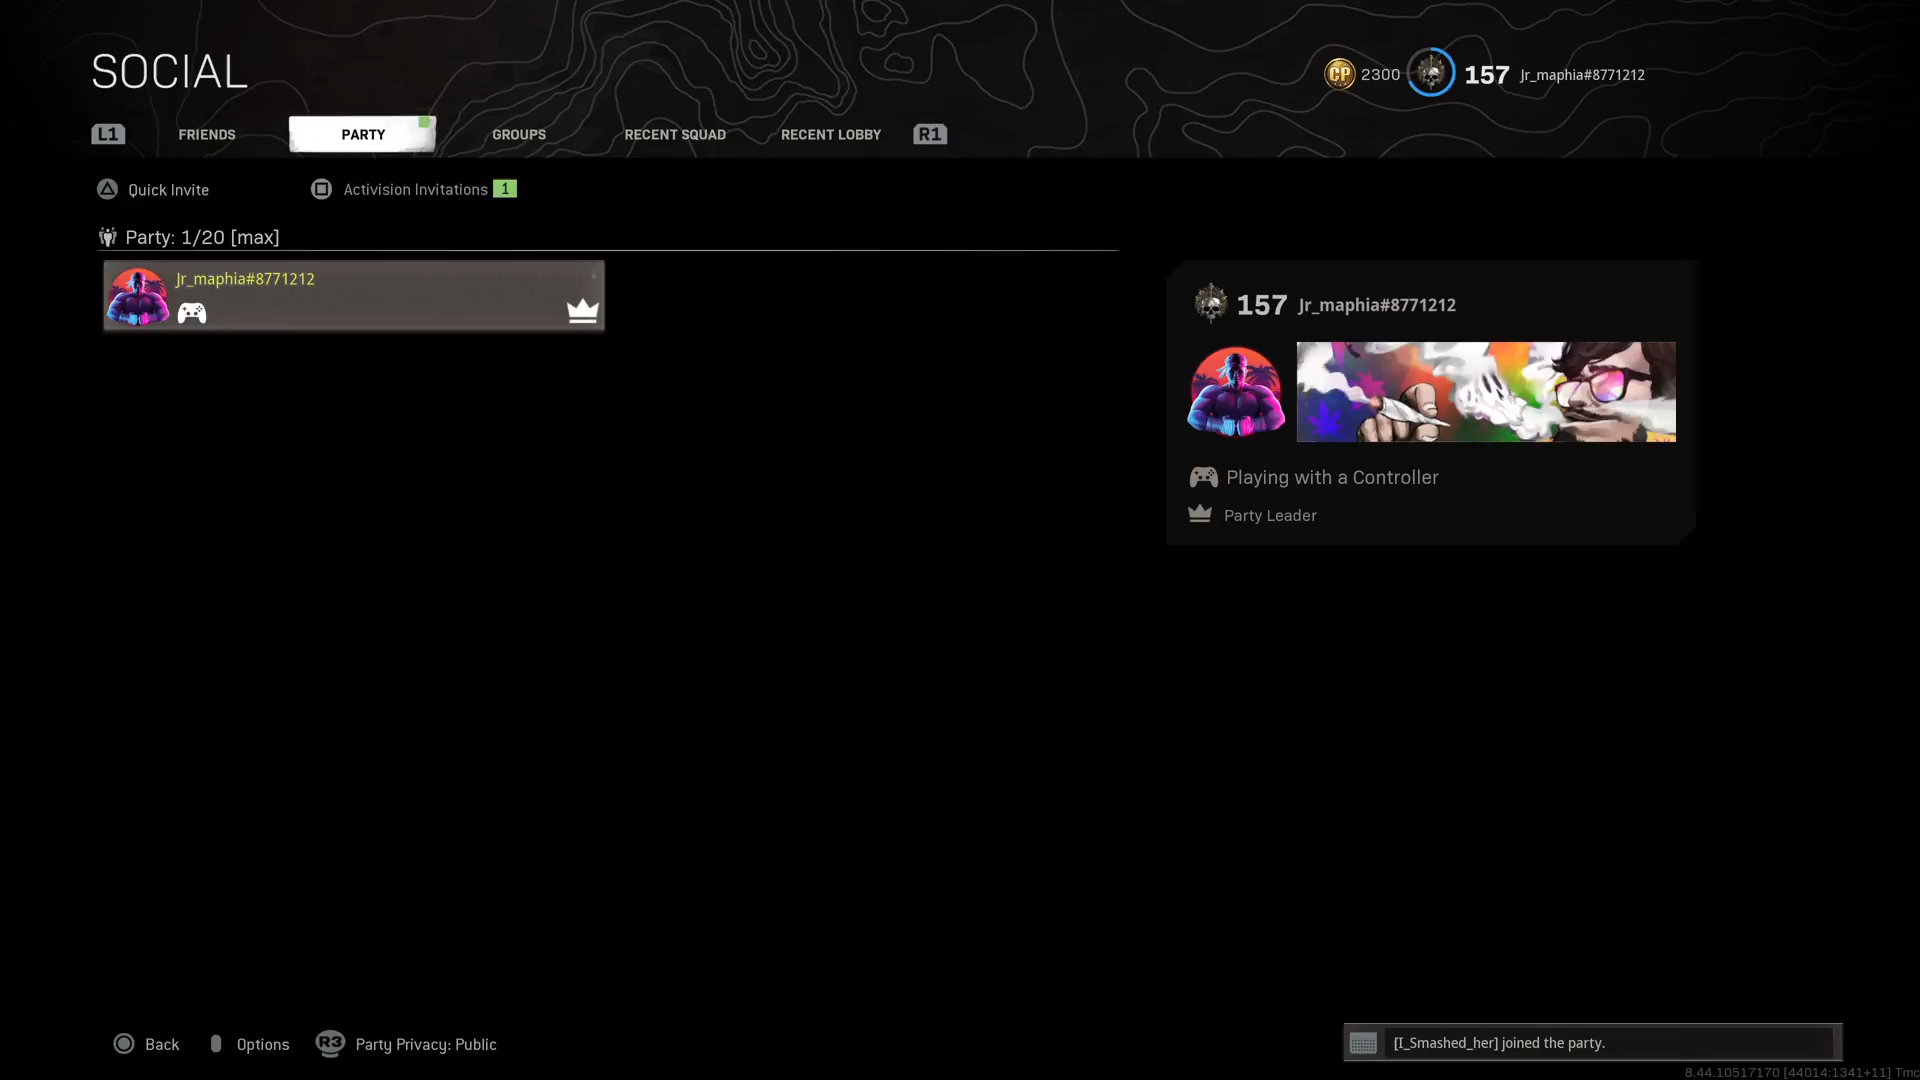 SOCIAL
CP 2300 157 Jr_maphia#8771212
L1 FRIENDS PARTY GROUPS RECENT SQUAD RECENT LOBBY R1
Quick Invite Activision Invitations 1
Party: 1/20 [max]
Jr_maphia#8771212
157 Jr_maphia#8771212
Playing with a Controller
Party Leader
Back Options R3 Party Privacy: Public
[I_Smashed_her] joined the party.
8.44.10517170 [44014:1341+11] Tmc